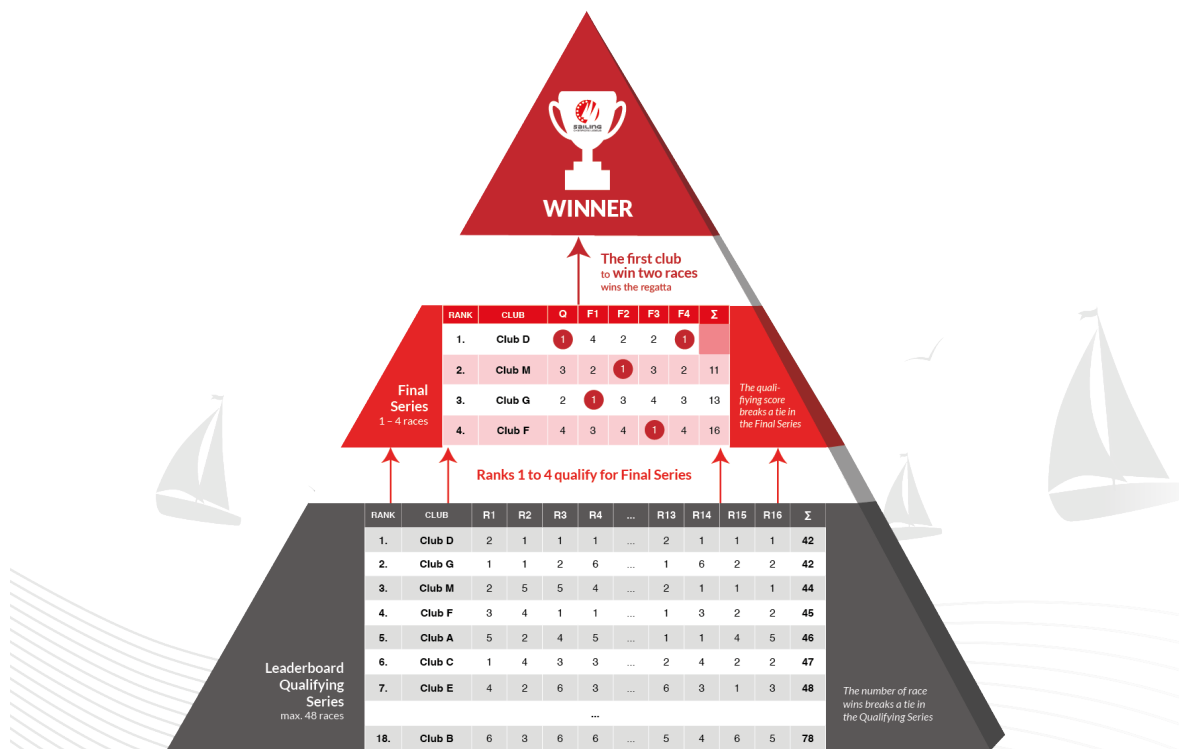 SAILING
CHAMPIONS LEAGUE
WINNER
The first club
to win two races
wins the regatta
RANK CLUB Q F1 F2 F3 F4 Σ
1. Club D 1 4 2 2 1
2. Club M 3 2 1 3 2 11
3. Club G 2 1 3 4 3 13
4. Club F 4 3 4 1 4 16
Final
Series
1 – 4 races
The quali-
fiying score
breaks a tie in
the Final Series
Ranks 1 to 4 qualify for Final Series
RANK CLUB R1 R2 R3 R4 ... R13 R14 R15 R16 Σ
1. Club D 2 1 1 1 ... 2 1 1 1 42
2. Club G 1 1 2 6 ... 1 6 2 2 42
3. Club M 2 5 5 4 ... 2 1 1 1 44
4. Club F 3 4 1 1 ... 1 3 2 2 45
5. Club A 5 2 4 5 ... 1 1 4 5 46
6. Club C 1 4 3 3 ... 2 4 2 2 47
7. Club E 4 2 6 3 ... 6 3 1 3 48
...
18. Club B 6 3 6 6 ... 5 4 6 5 78
Leaderboard
Qualifying
Series
max. 48 races
The number of race
wins breaks a tie in
the Qualifying Series